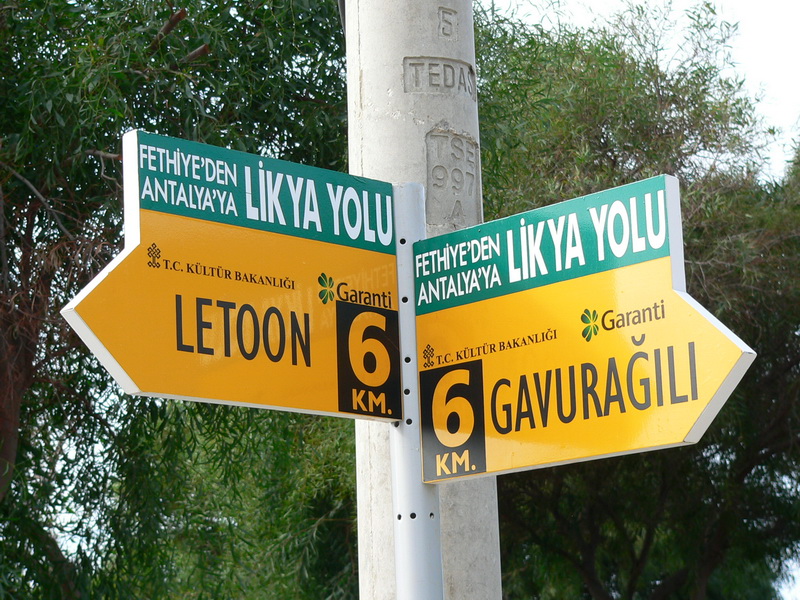 5
TEDAŞ
TSE
997
A
FETHİYE'DEN
ANTALYA'YA
LİKYA YOLU
T.C. KÜLTÜR BAKANLIĞI
Garanti
LETOON
6
KM.
FETHİYE'DEN
ANTALYA'YA
LİKYA YOLU
Garanti
T.C. KÜLTÜR BAKANLIĞI
6
KM.
GAVURAĞILI